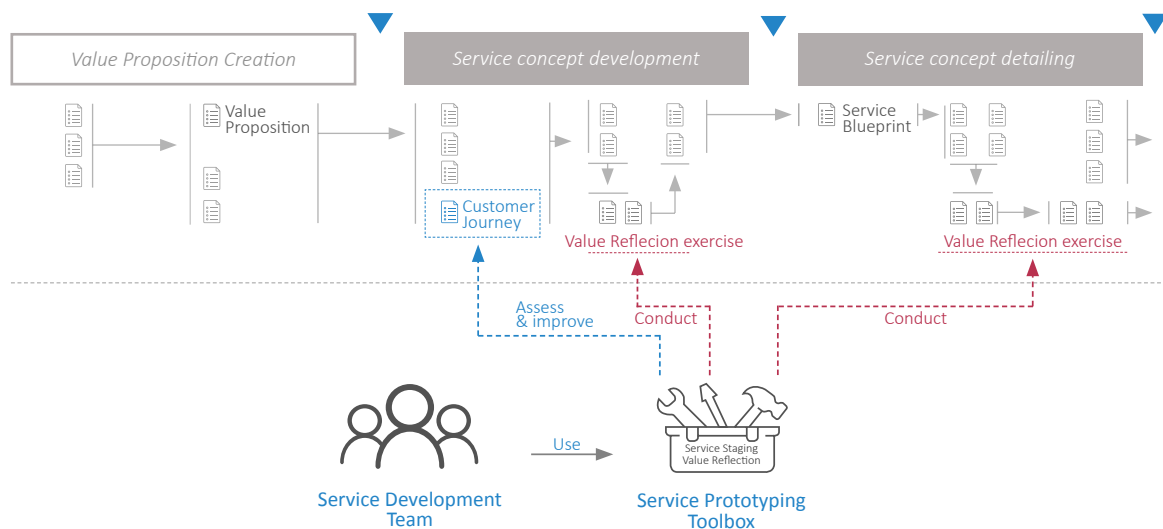 Value Proposition Creation
Service concept development
Service concept detailing
Value
Proposition
Service
Blueprint
Customer
Journey
Value Reflecion exercise
Value Reflecion exercise
Assess
& improve
Conduct
Conduct
Use
Service Staging
Value Reflection
Service Development
Team
Service Prototyping
Toolbox